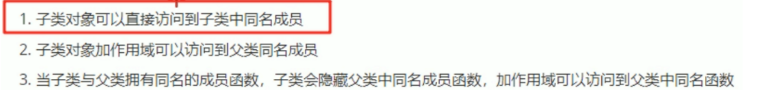 1. 子类对象可以直接访问到子类中同名成员
2. 子类对象加作用域可以访问到父类同名成员
3. 当子类与父类拥有同名的成员函数，子类会隐藏父类中同名成员函数，加作用域可以访问到父类中同名函数